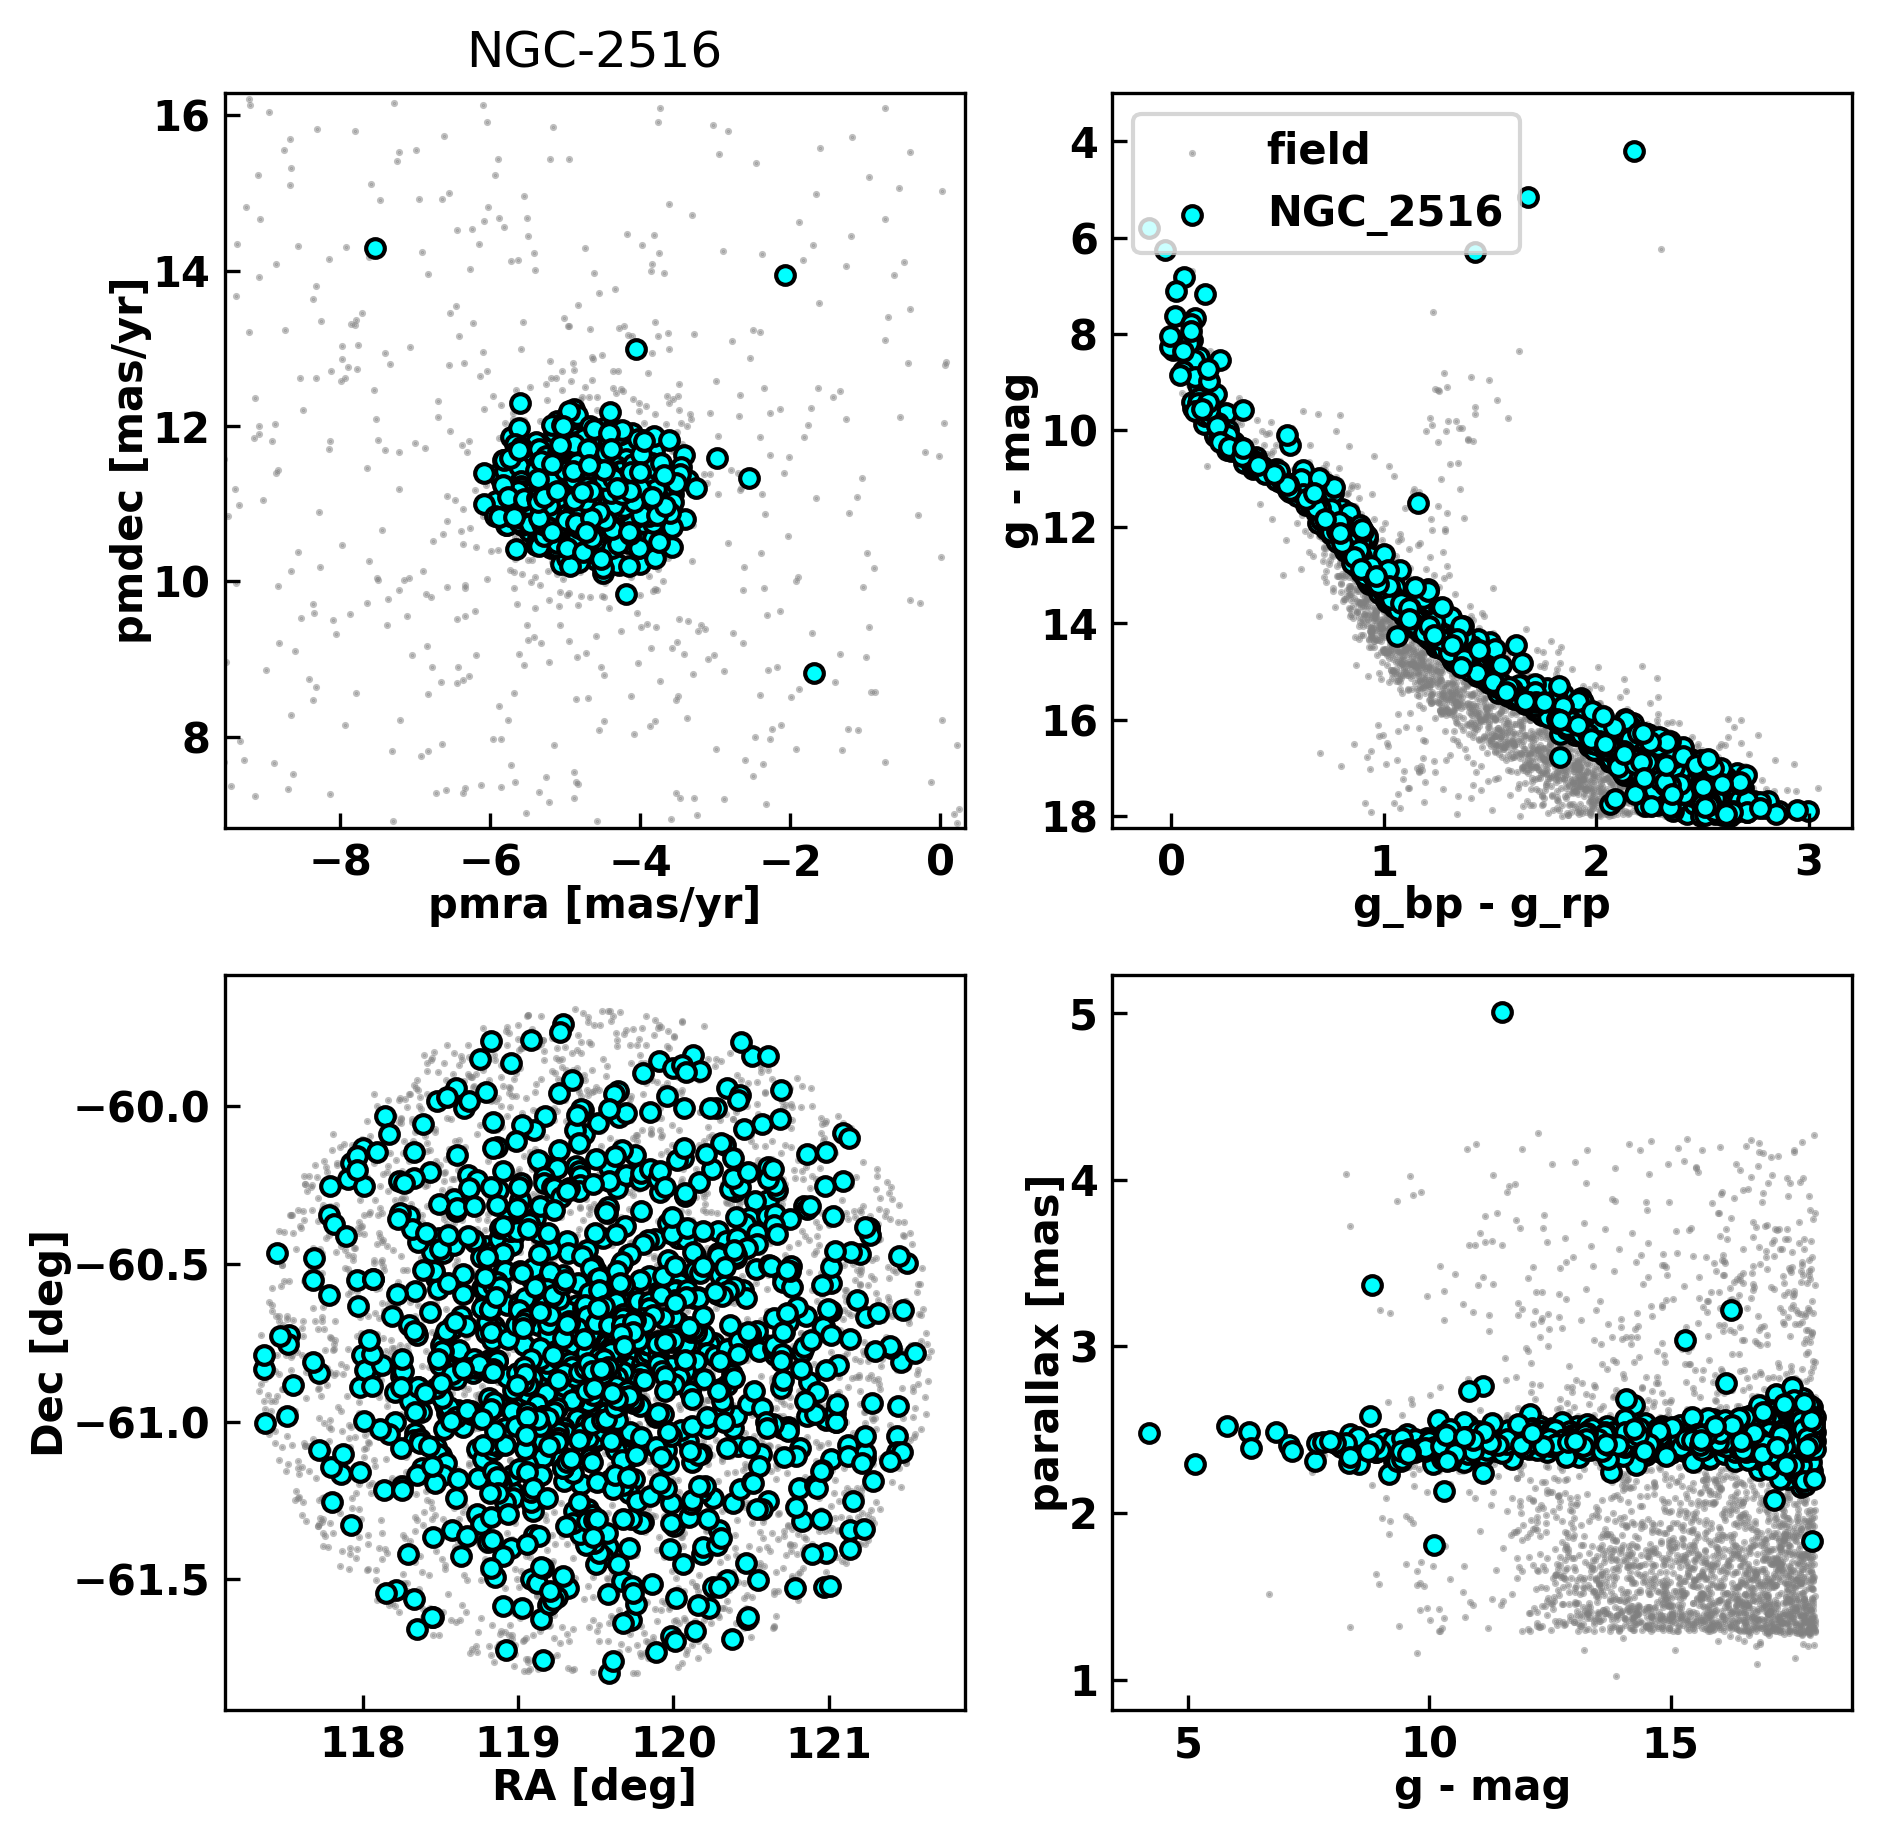 NGC-2516
16
14
12
10
8
pmdec [mas/yr]
−8 −6 −4 −2 0
pmra [mas/yr]
field
NGC_2516
4
6
8
10
12
14
16
18
g - mag
0 1 2 3
g_bp - g_rp
−60.0
−60.5
−61.0
−61.5
Dec [deg]
118 119 120 121
RA [deg]
5
4
3
2
1
parallax [mas]
5 10 15
g - mag